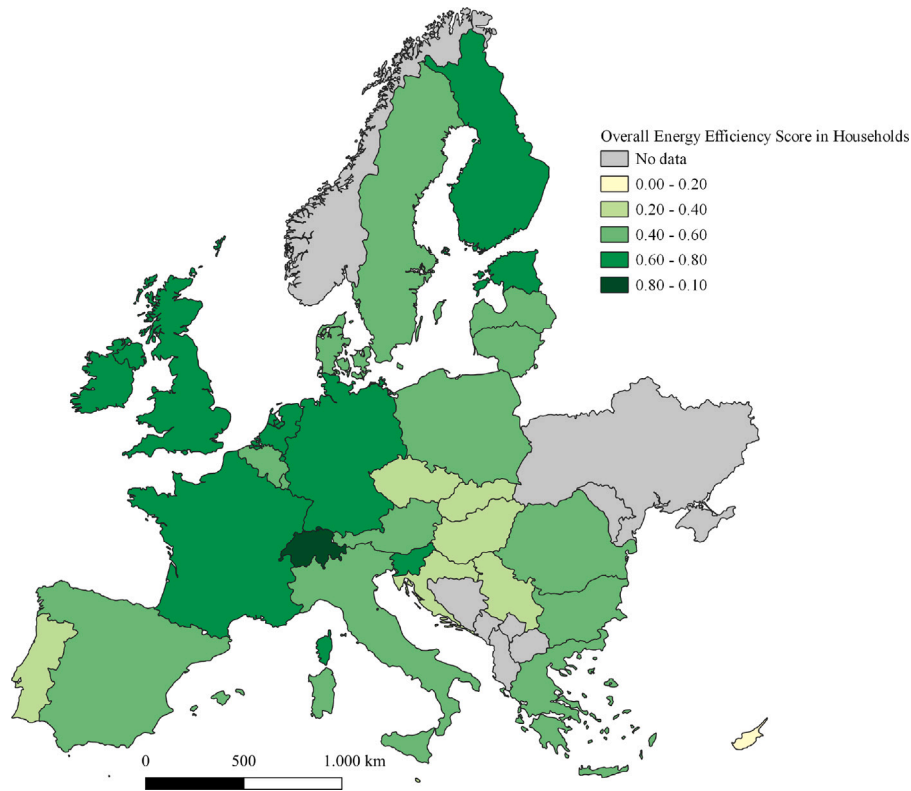 Overall Energy Efficiency Score in Households
No data
0.00 - 0.20
0.20 - 0.40
0.40 - 0.60
0.60 - 0.80
0.80 - 0.10
0 500 1.000 km